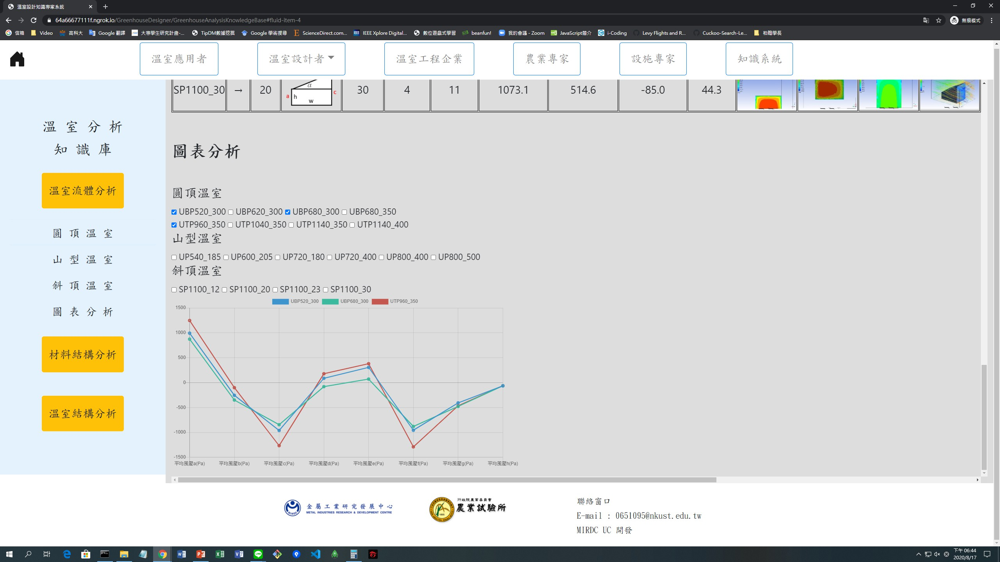 溫室設計知識專家系統
64a66677111f.ngrok.io/GreenhouseDesigner/GreenhouseAnalysisKnowledgeBase#fluid-item-4
無痕模式
信箱 Video 高科大 Google 翻譯 大專學生研究計畫-... TipDM數據挖掘 Google 學術搜尋 ScienceDirect.com... IEEE Xplore Digital... 數位遊戲式學習 beanfun! 我的會議 - Zoom JavaScript簡介 i-Coding Levy Flights and R... Cuckoo-Search-Le... 柏翰學長
溫室應用者 溫室設計者 溫室工程企業 農業專家 設施專家 知識系統
SP1100_30 → 20 α a h w c 30 4 11 1073.1 514.6 -85.0 44.3
溫室分析
知識庫
溫室流體分析
圓頂溫室
山型溫室
斜頂溫室
圖表分析
材料結構分析
溫室結構分析
圖表分析
圓頂溫室
UBP520_300 UBP620_300 UBP680_300 UBP680_350
UTP960_350 UTP1040_350 UTP1140_350 UTP1140_400
山型溫室
UP540_185 UP600_205 UP720_180 UP720_400 UP800_400 UP800_500
斜頂溫室
SP1100_12 SP1100_20 SP1100_23 SP1100_30
UBP520_300 UBP680_300 UTP960_350
1500
1000
500
0
-500
-1000
-1500
平均風壓a(Pa) 平均風壓b(Pa) 平均風壓c(Pa) 平均風壓d(Pa) 平均風壓e(Pa) 平均風壓f(Pa) 平均風壓g(Pa) 平均風壓h(Pa)
MIRDC
金屬工業研究發展中心
METAL INDUSTRIES RESEARCH & DEVELOPMENT CENTRE
行政院農業委員會
農業試驗所
1895
聯絡窗口
E-mail : 0651095@nkust.edu.tw
MIRDC UC 開發
下午 06:44
2020/8/17